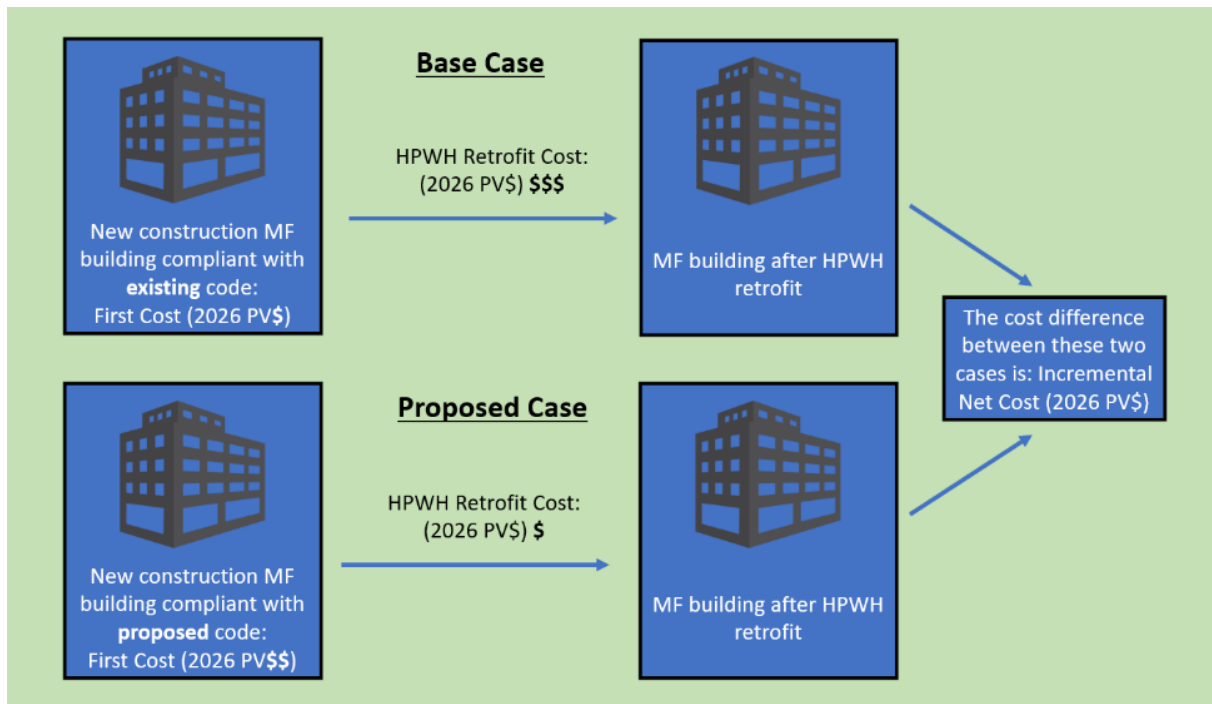 Base Case
New construction MF
building compliant with
existing code:
First Cost (2026 PV$)
HPWH Retrofit Cost:
(2026 PV$) $$$
MF building after HPWH
retrofit
Proposed Case
New construction MF
building compliant with
proposed code:
First Cost (2026 PV$$)
HPWH Retrofit Cost:
(2026 PV$) $
MF building after HPWH
retrofit
The cost difference
between these two
cases is: Incremental
Net Cost (2026 PV$)